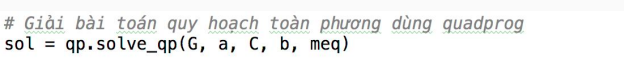 # Giải bài toán quy hoạch toàn phương dùng quadprog
sol = qp.solve_qp(G, a, C, b, meq)